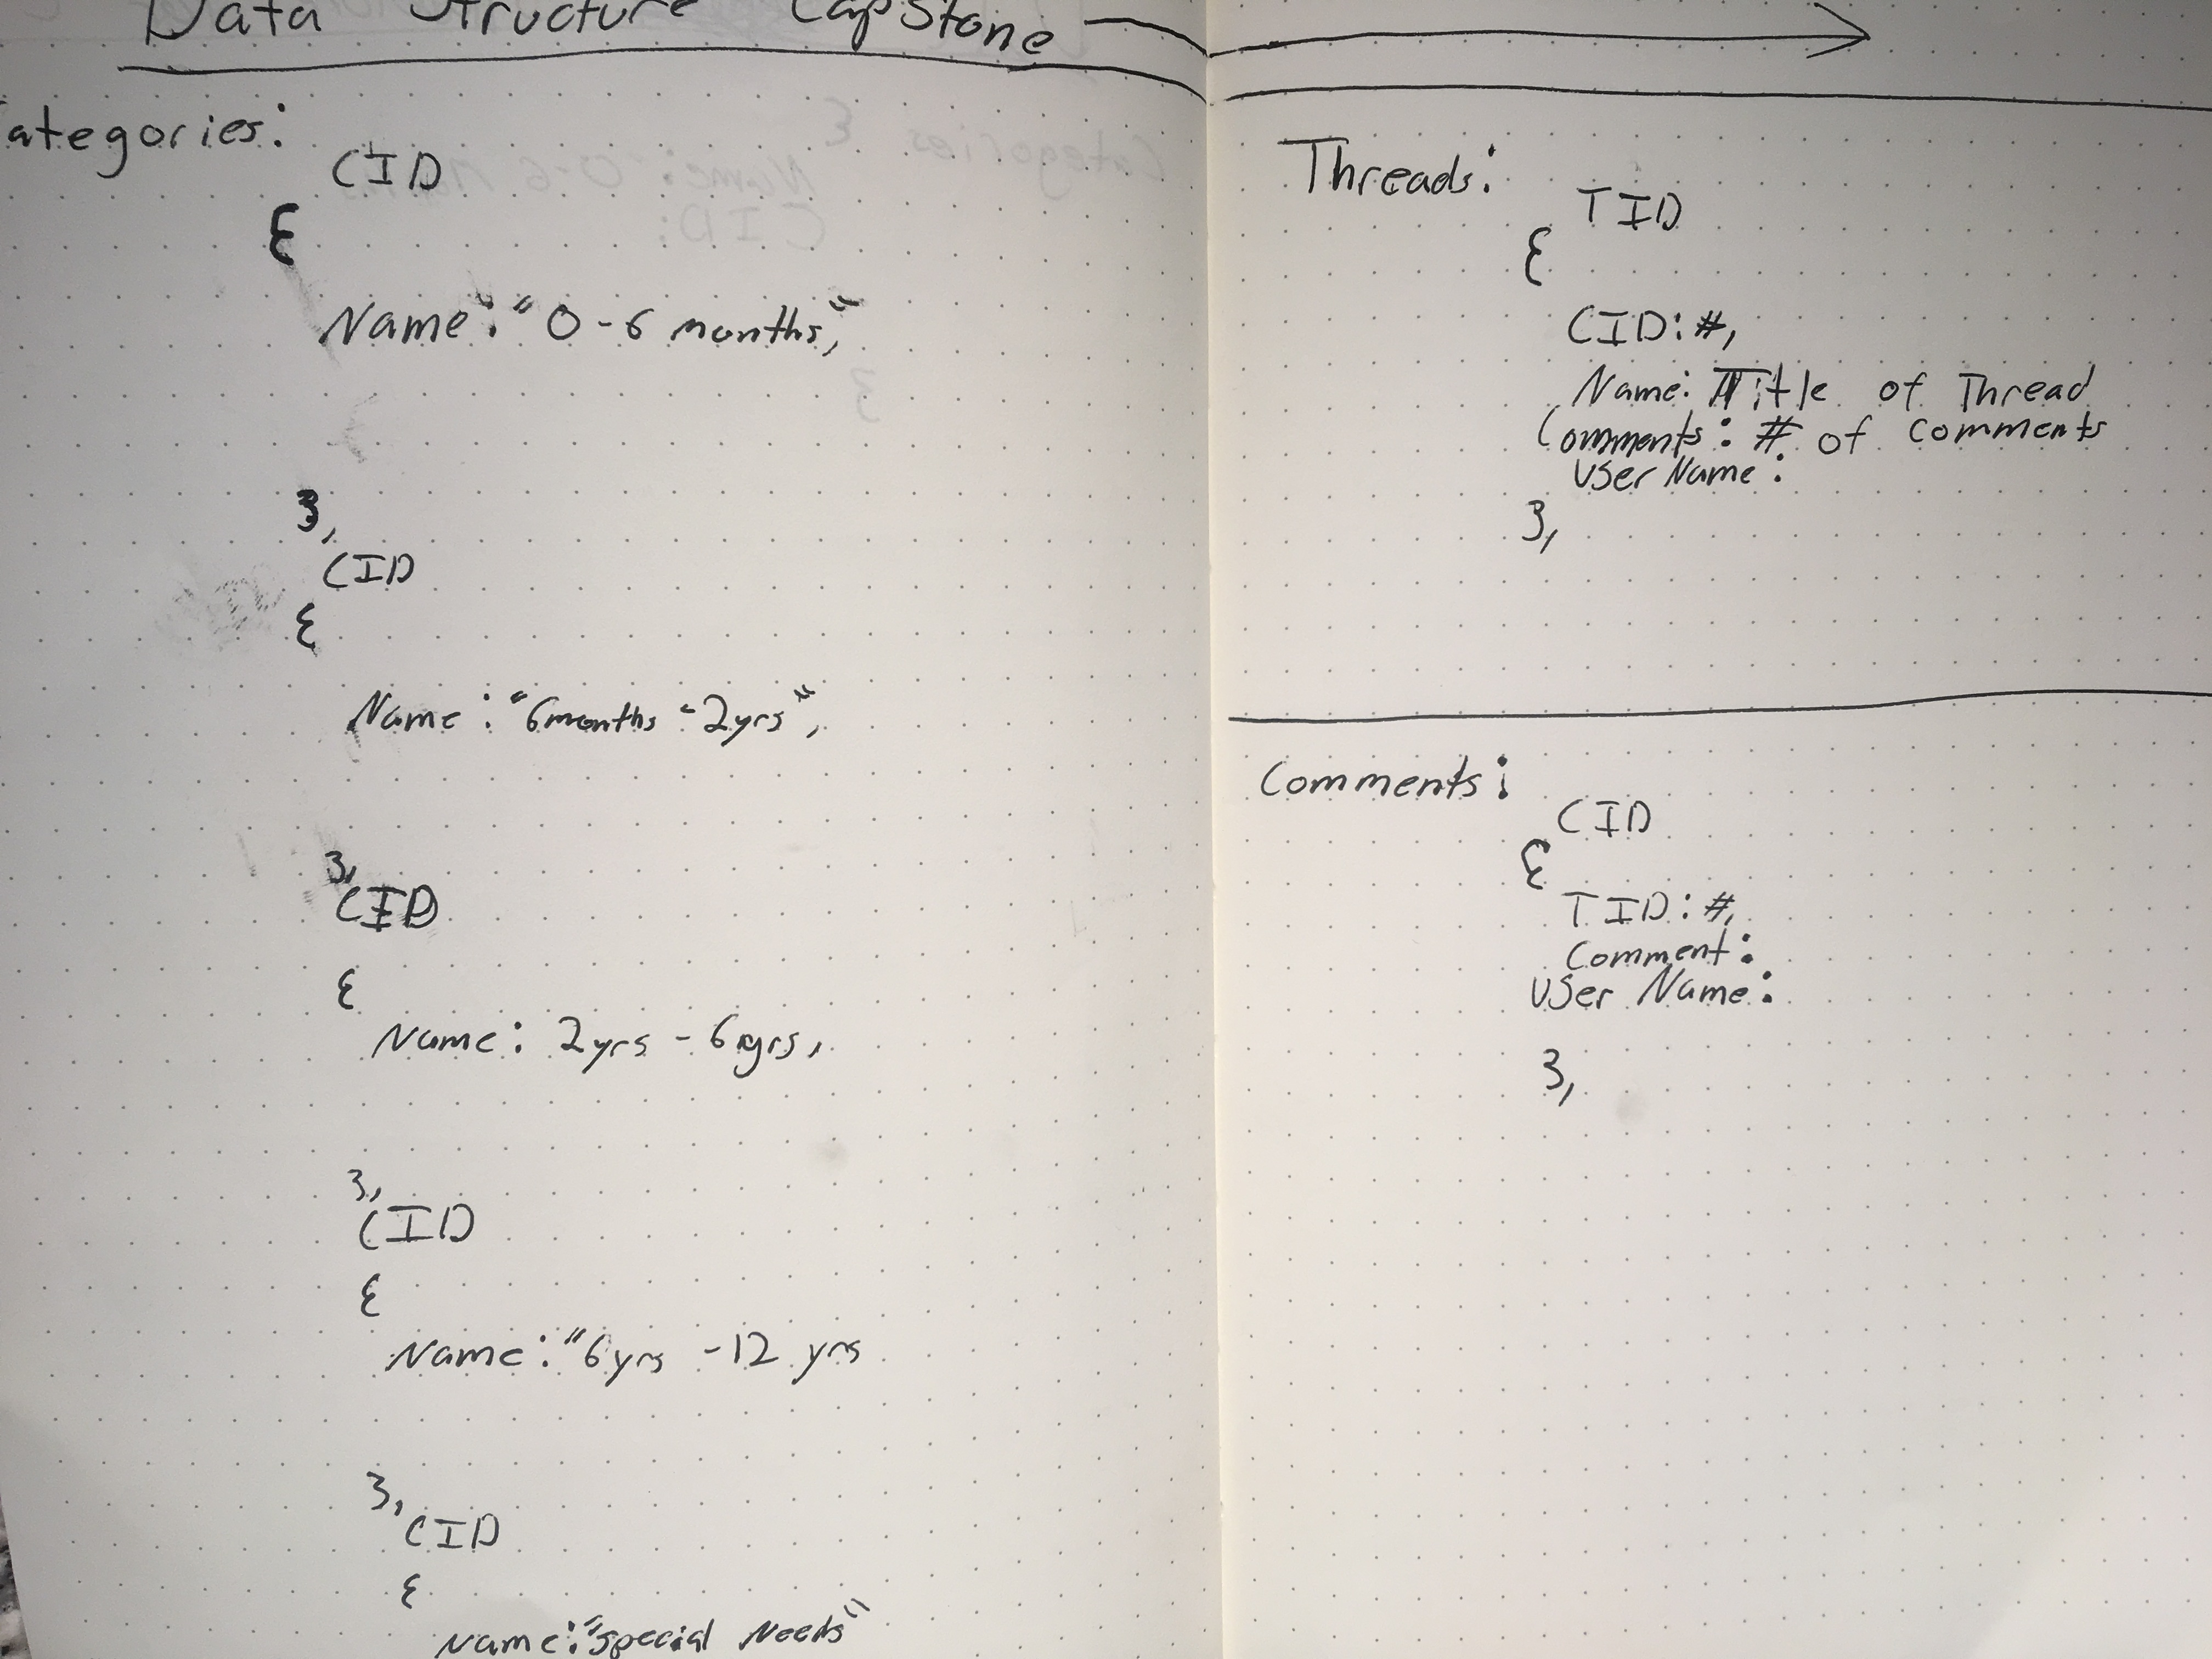 Data Structure CapStone
ategories:
CID
{
Name: "0-6 months,"
},
CID
{
Name: "6months-2yrs",
},
CID
{
Name: 2yrs - 6yrs,
},
CID
{
Name: "6yrs -12 yrs
},
CID
{
Name: "special Needs"
Threads:
TID
{
CID: #,
Name: Title of Thread
Comments: # of comments
User Name:
},
Comments:
CID
{
TID: #,
Comment:
User Name:
},